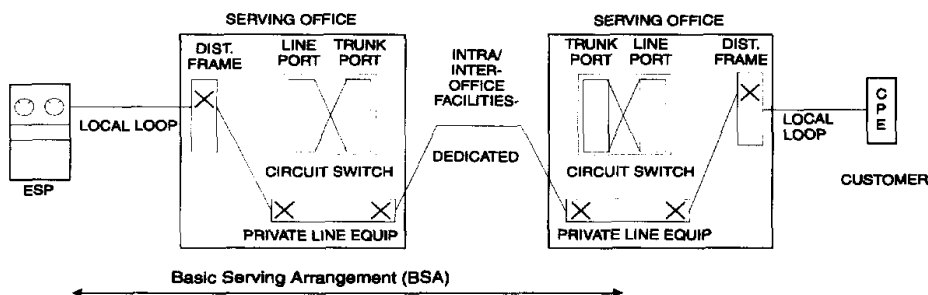 SERVING OFFICE
SERVING OFFICE
DIST.
FRAME
LINE
PORT
TRUNK
PORT
INTRA/
INTER-
OFFICE
FACILITIES-
TRUNK
PORT
LINE
PORT
DIST.
FRAME
C
P
E
LOCAL LOOP
LOCAL
LOOP
DEDICATED
CIRCUIT SWITCH
CIRCUIT SWITCH
ESP
CUSTOMER
PRIVATE LINE EQUIP
PRIVATE LINE EQUIP
Basic Serving Arrangement (BSA)